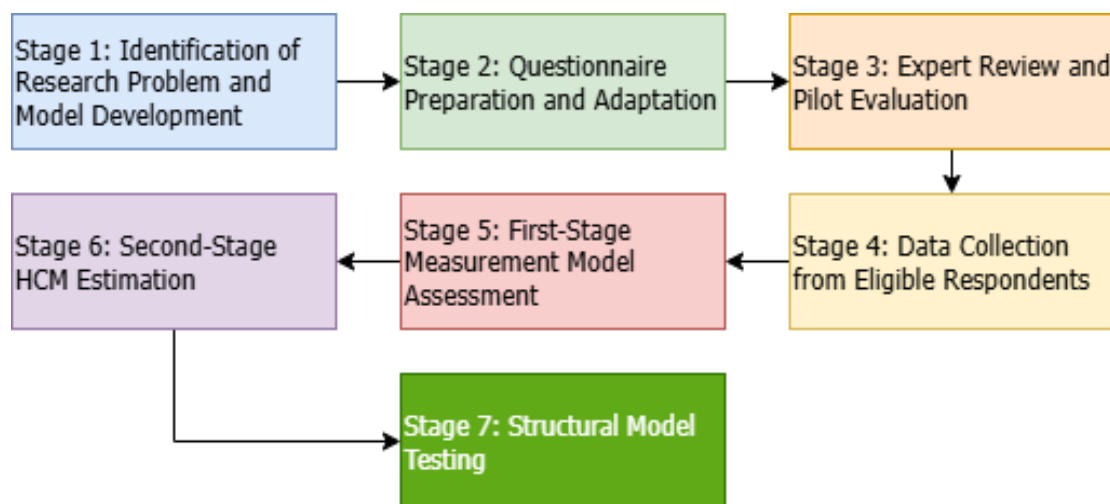 Stage 1: Identification of
Research Problem and
Model Development
Stage 2: Questionnaire
Preparation and Adaptation
Stage 3: Expert Review and
Pilot Evaluation
Stage 4: Data Collection
from Eligible Respondents
Stage 5: First-Stage
Measurement Model
Assessment
Stage 6: Second-Stage
HCM Estimation
Stage 7: Structural Model
Testing